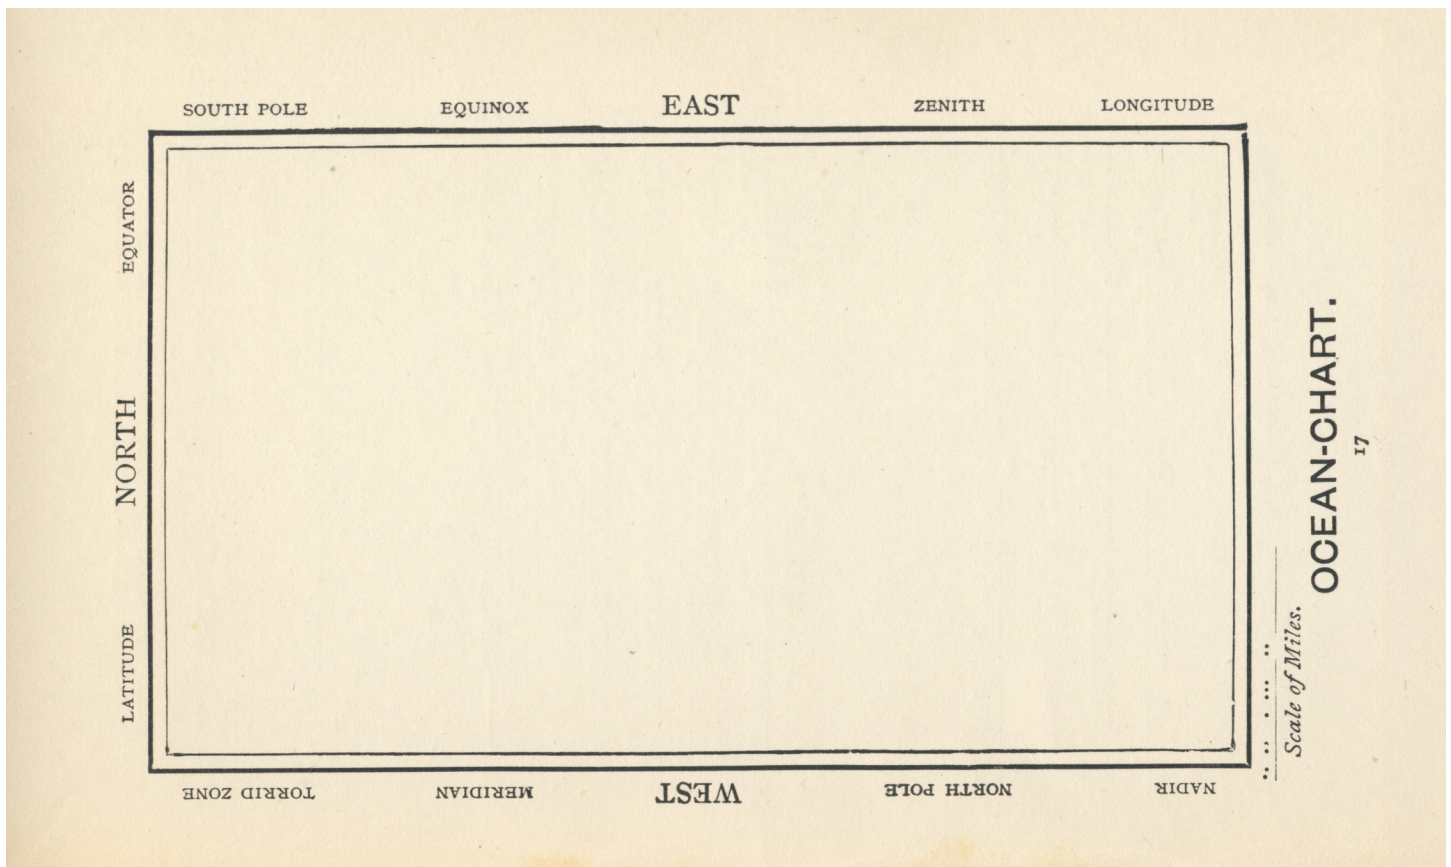 SOUTH POLE
EQUINOX
EAST
ZENITH
LONGITUDE
EQUATOR
NORTH
LATITUDE
TORRID ZONE
MERIDIAN
WEST
NORTH POLE
NADIR
Scale of Miles.
OCEAN-CHART.
17